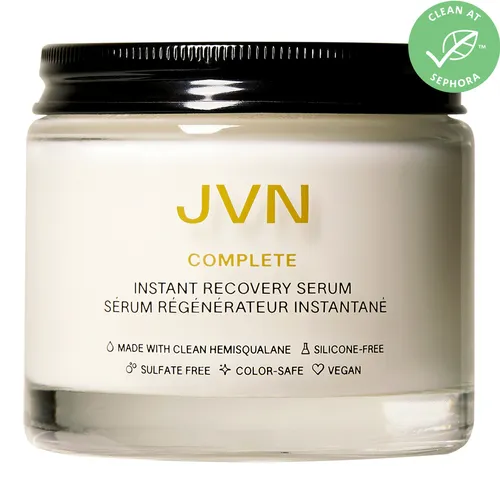 CLEAN AT
SEPHORA
™
JVN
COMPLETE
INSTANT RECOVERY SERUM
SÉRUM RÉGÉNÉRATEUR INSTANTANÉ
MADE WITH CLEAN HEMISQUALANE SILICONE-FREE
SULFATE FREE COLOR-SAFE VEGAN